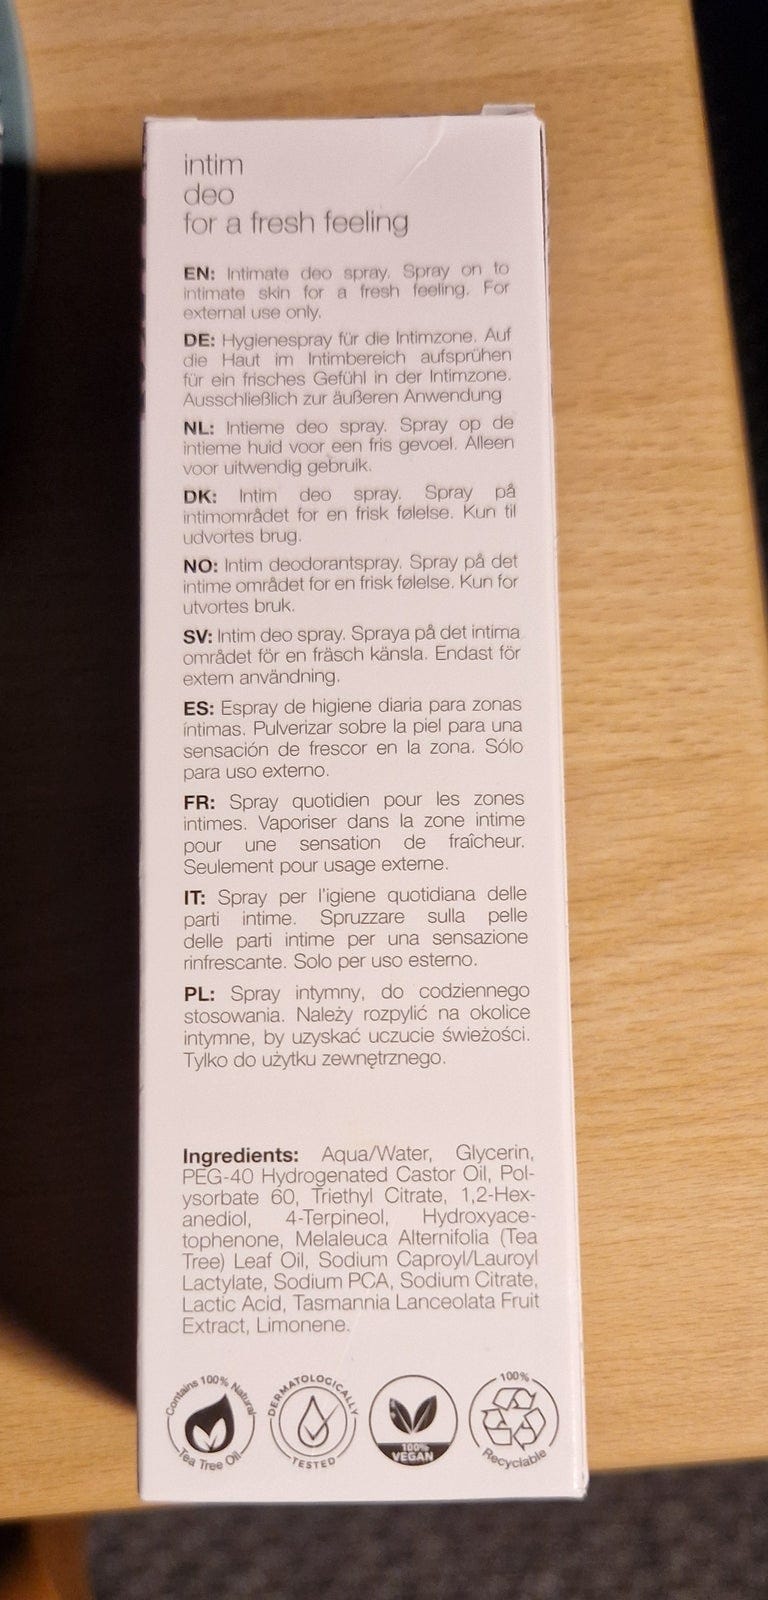 intim
deo
for a fresh feeling
EN: Intimate deo spray. Spray on to
intimate skin for a fresh feeling. For
external use only.
DE: Hygienespray für die Intimzone. Auf
die Haut im Intimbereich aufsprühen
für ein frisches Gefühl in der Intimzone.
Ausschließlich zur äußeren Anwendung
NL: Intieme deo spray. Spray op de
intieme huid voor een fris gevoel. Alleen
voor uitwendig gebruik.
DK: Intim deo spray. Spray på
intimområdet for en frisk følelse. Kun til
udvortes brug.
NO: Intim deodorantspray. Spray på det
intime området for en frisk følelse. Kun for
utvortes bruk.
SV: Intim deo spray. Spraya på det intima
området för en fräsch känsla. Endast för
extern användning.
ES: Espray de higiene diaria para zonas
íntimas. Pulverizar sobre la piel para una
sensación de frescor en la zona. Sólo
para uso externo.
FR: Spray quotidien pour les zones
intimes. Vaporiser dans la zone intime
pour une sensation de fraîcheur.
Seulement pour usage externe.
IT: Spray per l'igiene quotidiana delle
parti intime. Spruzzare sulla pelle
delle parti intime per una sensazione
rinfrescante. Solo per uso esterno.
PL: Spray intymny, do codziennego
stosowania. Należy rozpylić na okolice
intymne, by uzyskać uczucie świeżości.
Tylko do użytku zewnętrznego.
Ingredients: Aqua/Water, Glycerin,
PEG-40 Hydrogenated Castor Oil, Pol-
ysorbate 60, Triethyl Citrate, 1,2-Hex-
anediol, 4-Terpineol, Hydroxyace-
tophenone, Melaleuca Alternifolia (Tea
Tree) Leaf Oil, Sodium Caproyl/Lauroyl
Lactylate, Sodium PCA, Sodium Citrate,
Lactic Acid, Tasmannia Lanceolata Fruit
Extract, Limonene.
Contains 100% Natural
Tea Tree Oil
DERMATOLOGICALLY
TESTED
100%
VEGAN
100%
Recyclable